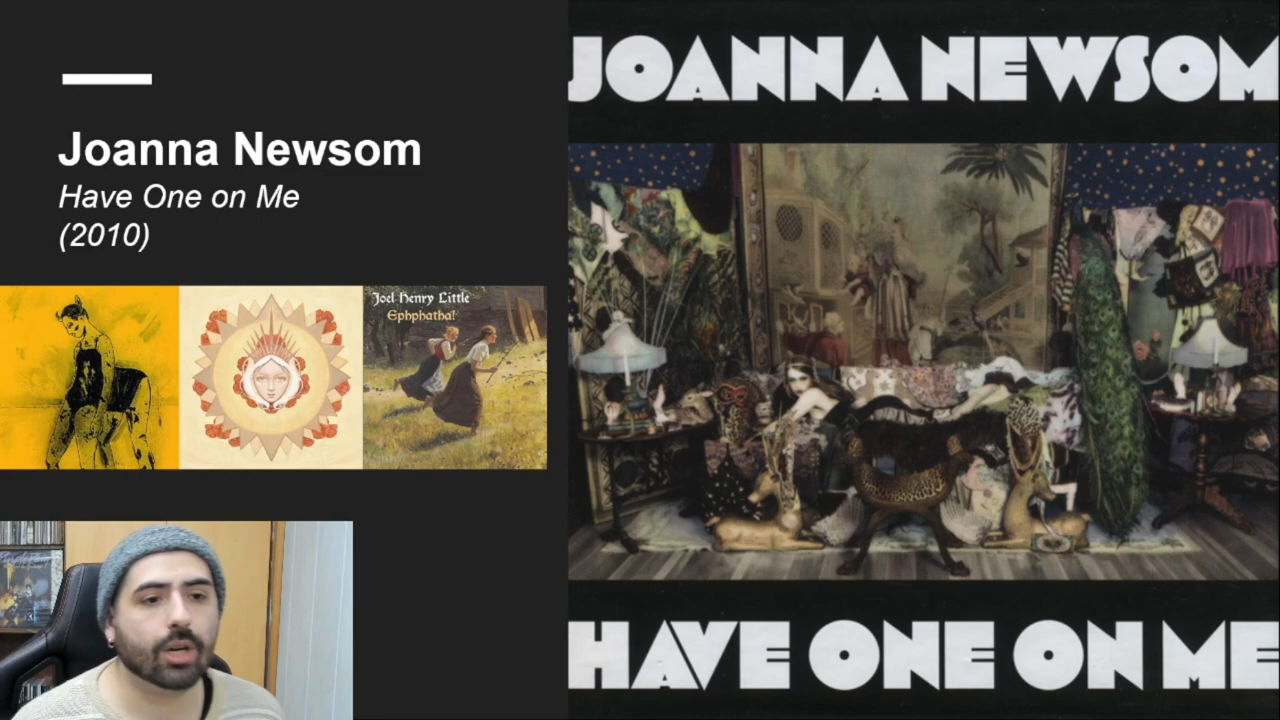 Joanna Newsom
Have One on Me
(2010)
Joel Henry Little
Ephphatha!
JOANNA NEWSOM
HAVE ONE ON ME